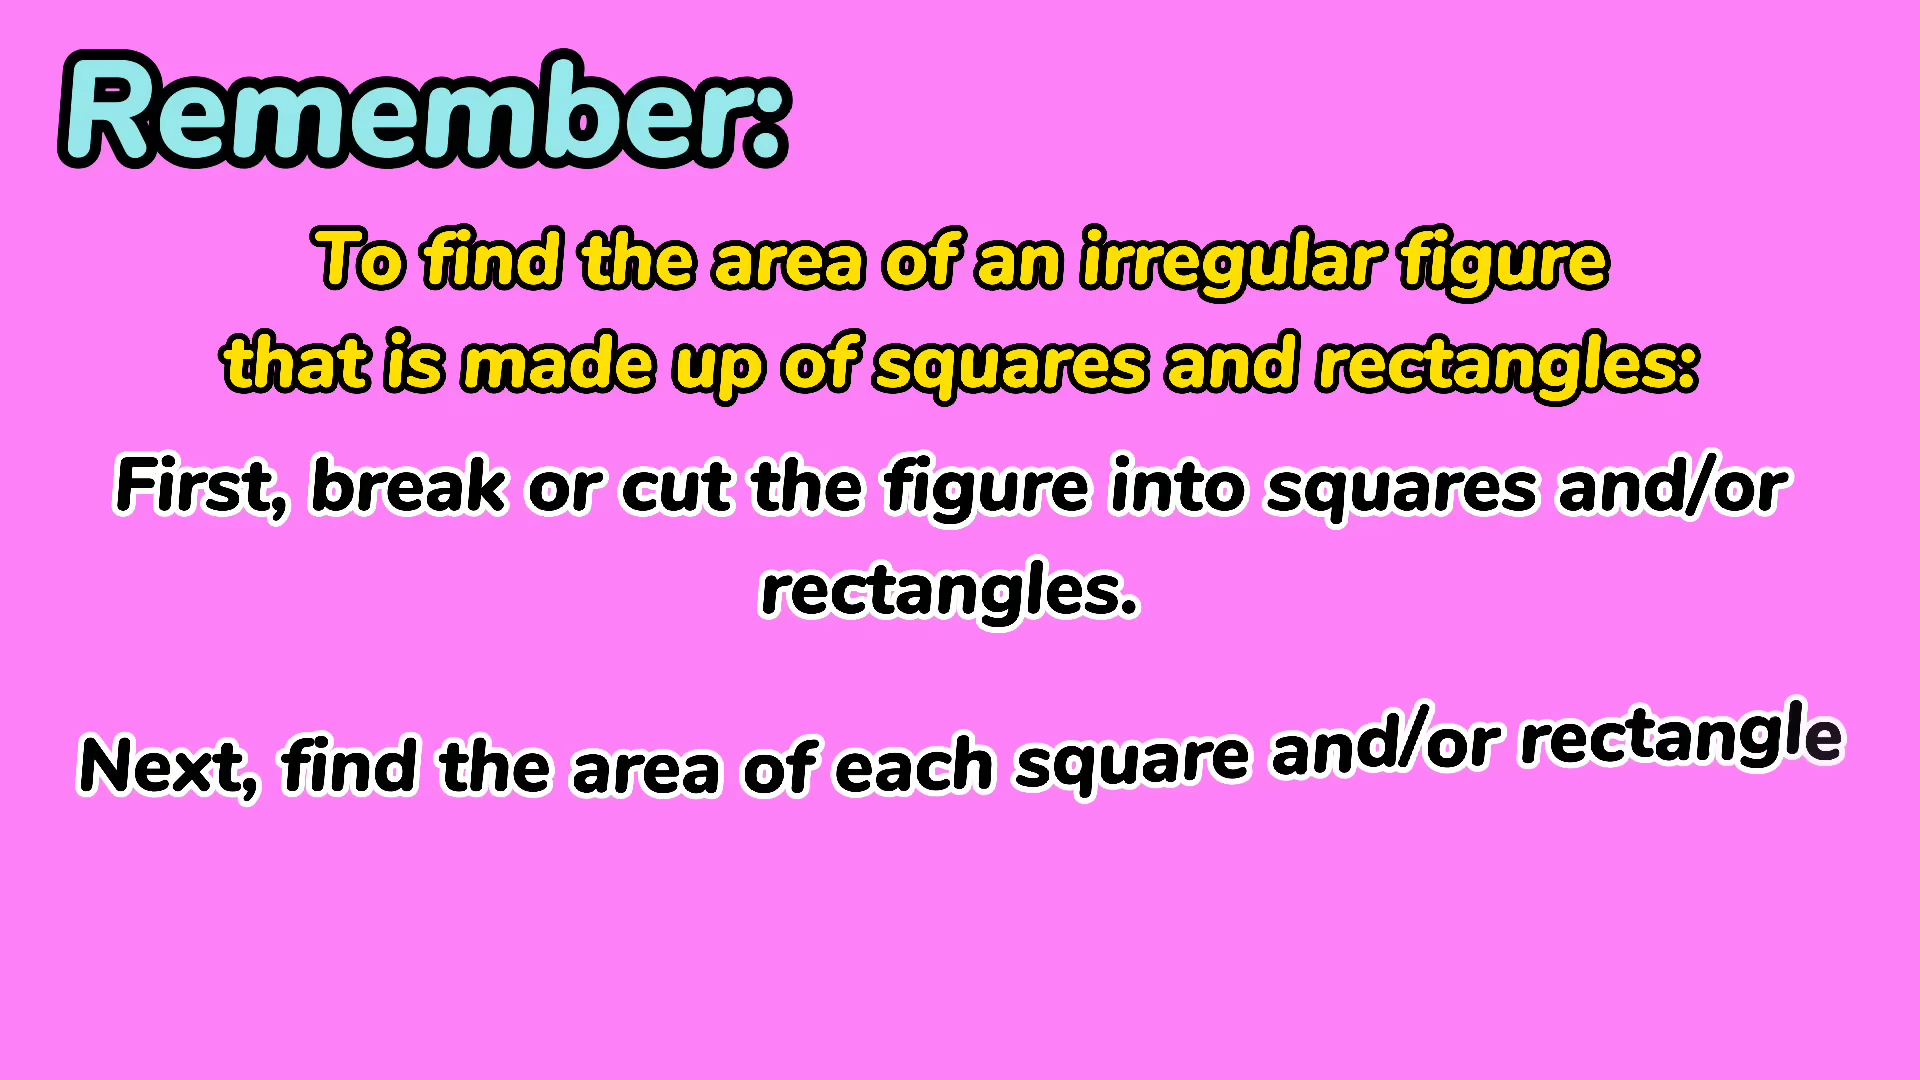 Remember:
To find the area of an irregular figure
that is made up of squares and rectangles:
First, break or cut the figure into squares and/or
rectangles.
Next, find the area of each square and/or rectangle